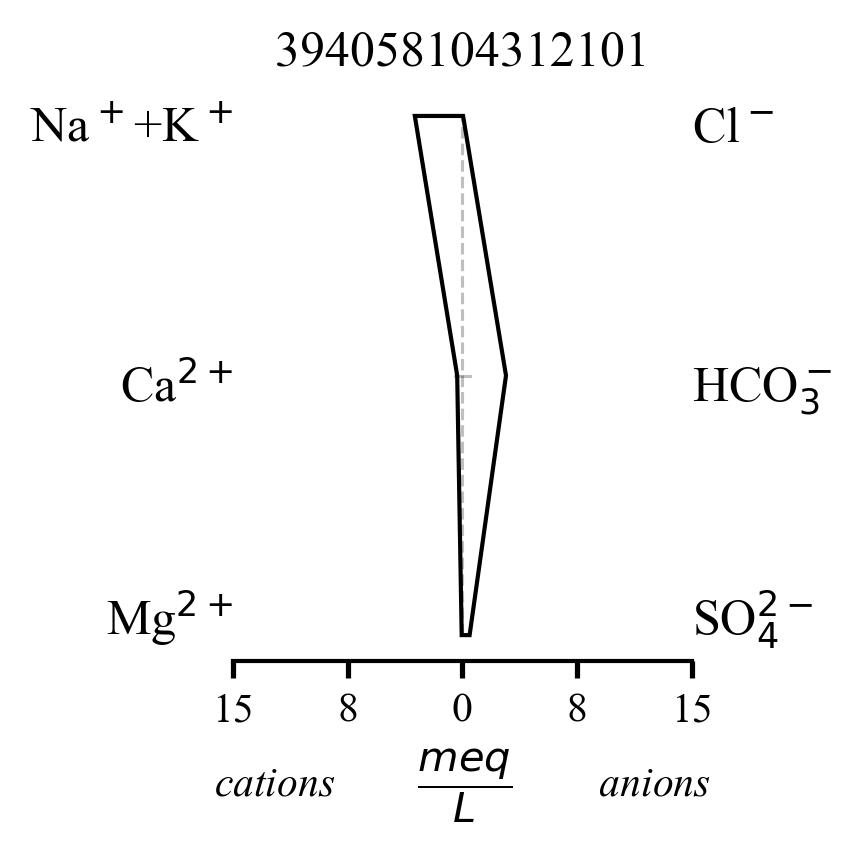 394058104312101
Na⁺+K⁺ Cl⁻
Ca²⁺ HCO₃⁻
Mg²⁺ SO₄²⁻
15 8 0 8 15
cations meq/L anions